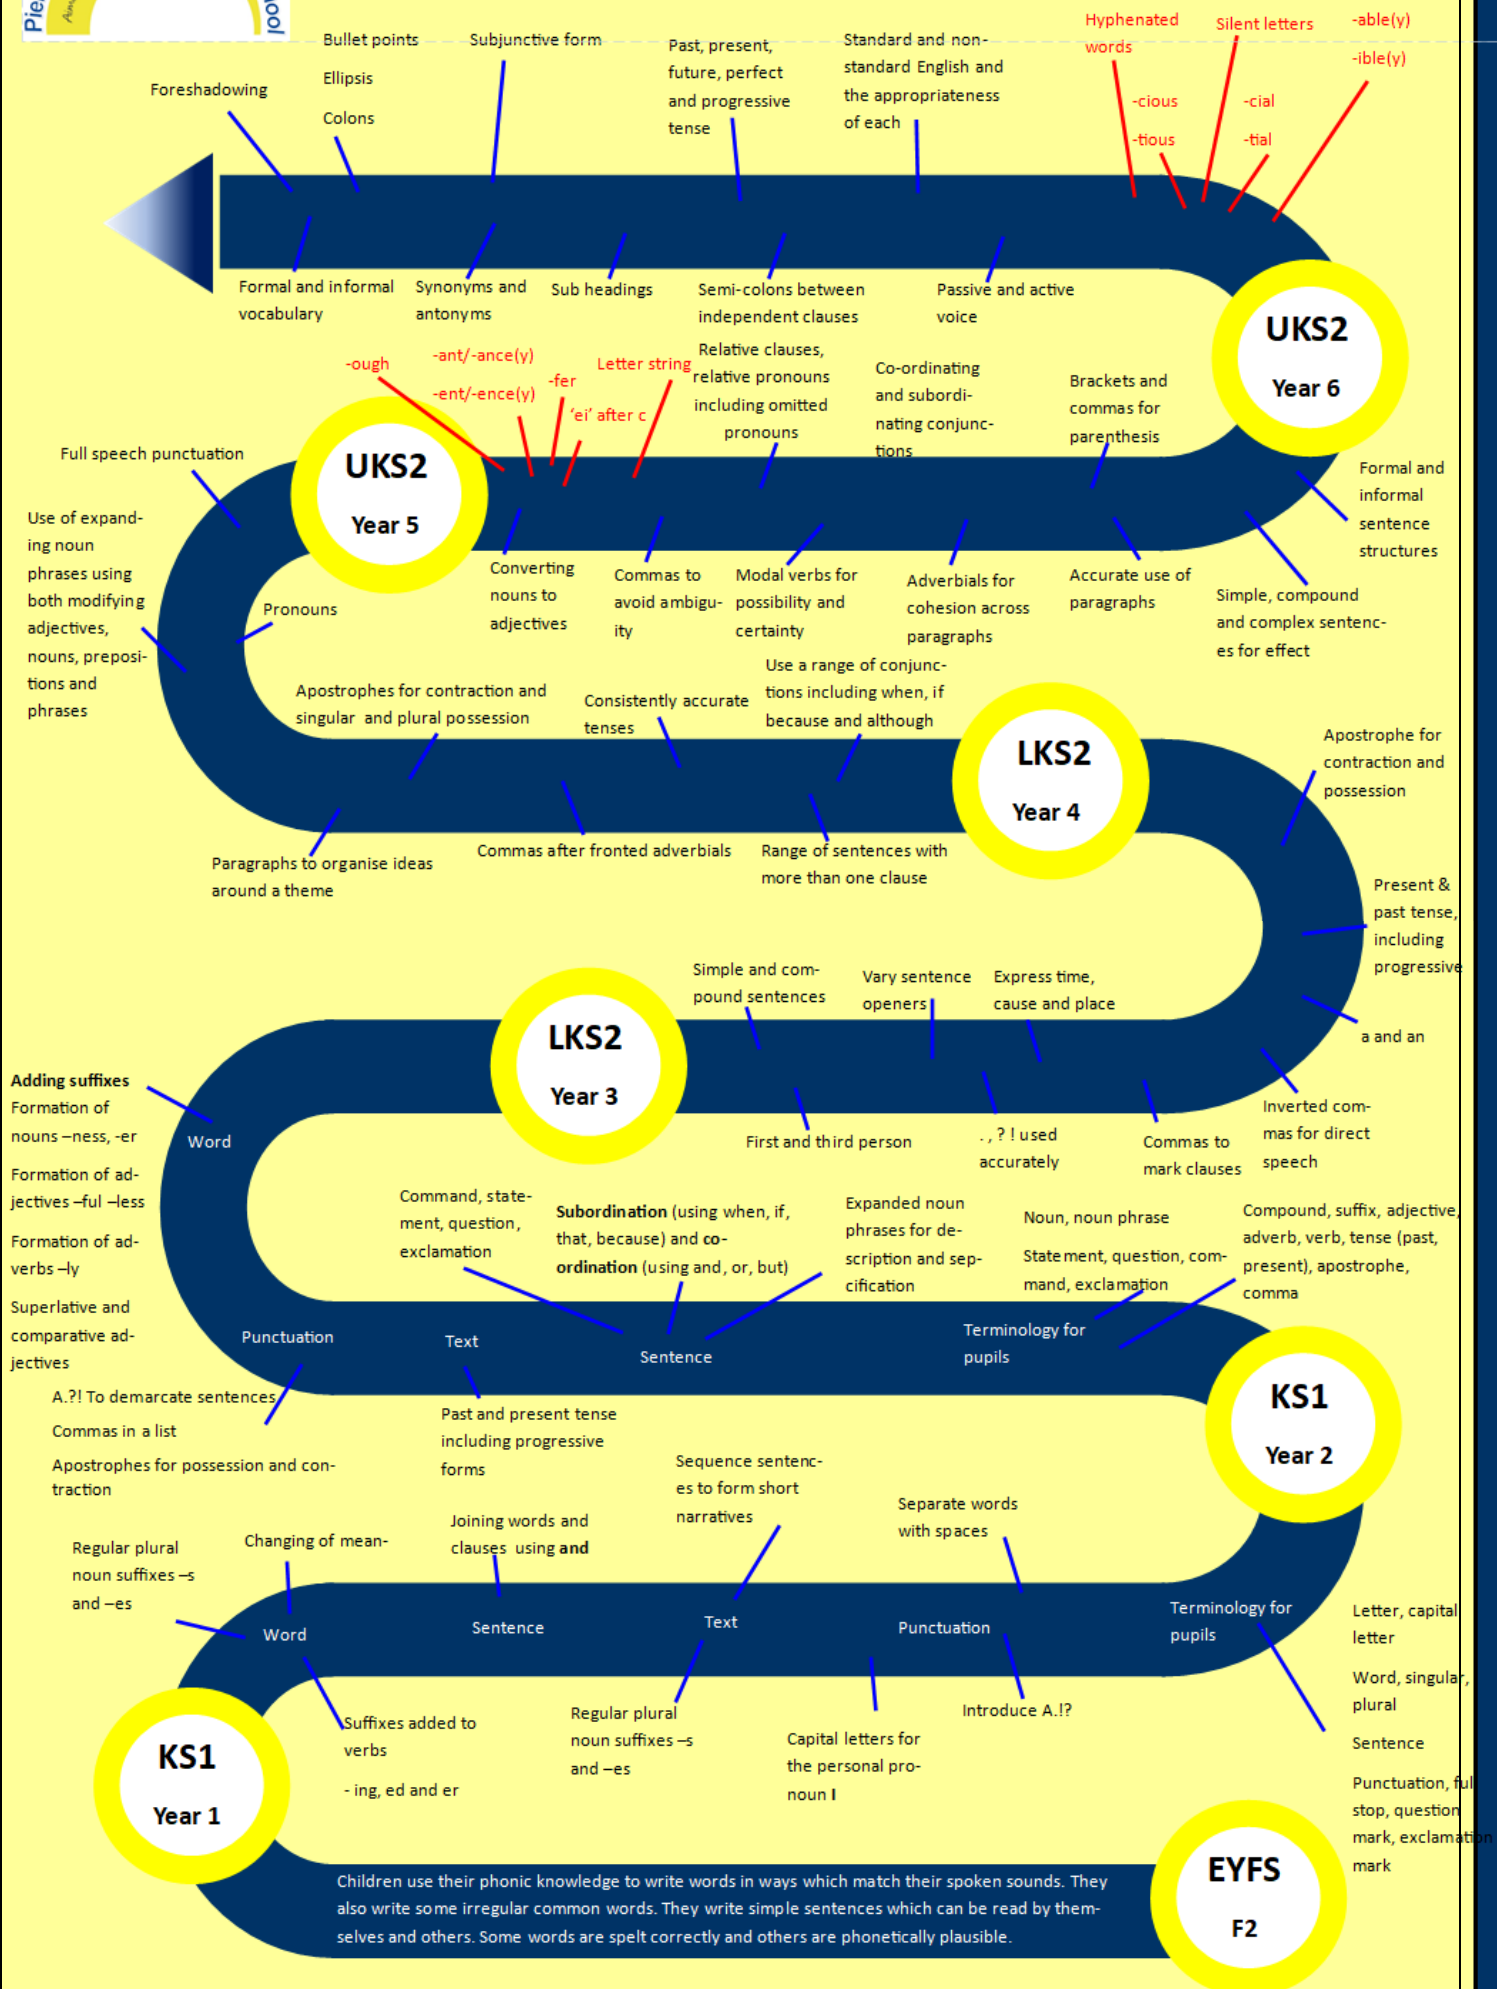 Bullet points
Ellipsis
Colons
Subjunctive form
Foreshadowing
Past, present,
future, perfect
and progressive
tense
Standard and non-
standard English and
the appropriateness
of each
Hyphenated
words
Silent letters
-able(y)
-ible(y)
-cious
-tious
-cial
-tial
Formal and informal
vocabulary
Synonyms and
antonyms
Sub headings
Semi-colons between
independent clauses
Passive and active
voice
UKS2
Year 6
-ough
-ant/-ance(y)
-ent/-ence(y)
-fer
'ei' after c
Letter string
Relative clauses,
relative pronouns
including omitted
pronouns
Co-ordinating
and subordi-
nating conjunc-
tions
Brackets and
commas for
parenthesis
Formal and
informal
sentence
structures
Simple, compound
and complex sentenc-
es for effect
UKS2
Year 5
Full speech punctuation
Use of expand-
ing noun
phrases using
both modifying
adjectives,
nouns, preposi-
tions and
phrases
Pronouns
Converting
nouns to
adjectives
Commas to
avoid ambigu-
ity
Modal verbs for
possibility and
certainty
Adverbials for
cohesion across
paragraphs
Accurate use of
paragraphs
Apostrophes for contraction and
singular and plural possession
Consistently accurate
tenses
Use a range of conjunc-
tions including when, if
because and although
LKS2
Year 4
Paragraphs to organise ideas
around a theme
Commas after fronted adverbials
Range of sentences with
more than one clause
Apostrophe for
contraction and
possession
Present &
past tense,
including
progressive
a and an
Inverted com-
mas for direct
speech
LKS2
Year 3
Simple and com-
pound sentences
Vary sentence
openers
Express time,
cause and place
First and third person
. , ? ! used
accurately
Commas to
mark clauses
Adding suffixes
Formation of
nouns –ness, -er
Formation of ad-
jectives –ful –less
Formation of ad-
verbs –ly
Superlative and
comparative ad-
jectives
Word
Command, state-
ment, question,
exclamation
Subordination (using when, if,
that, because) and co-
ordination (using and, or, but)
Expanded noun
phrases for de-
scription and sep-
cification
Noun, noun phrase
Statement, question, com-
mand, exclamation
Compound, suffix, adjective,
adverb, verb, tense (past,
present), apostrophe,
comma
Punctuation
Text
Sentence
Terminology for
pupils
KS1
Year 2
A.?! To demarcate sentences
Commas in a list
Apostrophes for possession and con-
traction
Past and present tense
including progressive
forms
Regular plural
noun suffixes –s
and –es
Changing of mean-
Joining words and
clauses using and
Sequence sentenc-
es to form short
narratives
Separate words
with spaces
Word
Sentence
Text
Punctuation
Terminology for
pupils
Letter, capital
letter
Word, singular,
plural
Sentence
Punctuation, ful
stop, question
mark, exclamation
mark
KS1
Year 1
Suffixes added to
verbs
- ing, ed and er
Regular plural
noun suffixes –s
and –es
Capital letters for
the personal pro-
noun I
Introduce A.!?
Children use their phonic knowledge to write words in ways which match their spoken sounds. They
also write some irregular common words. They write simple sentences which can be read by them-
selves and others. Some words are spelt correctly and others are phonetically plausible.
EYFS
F2